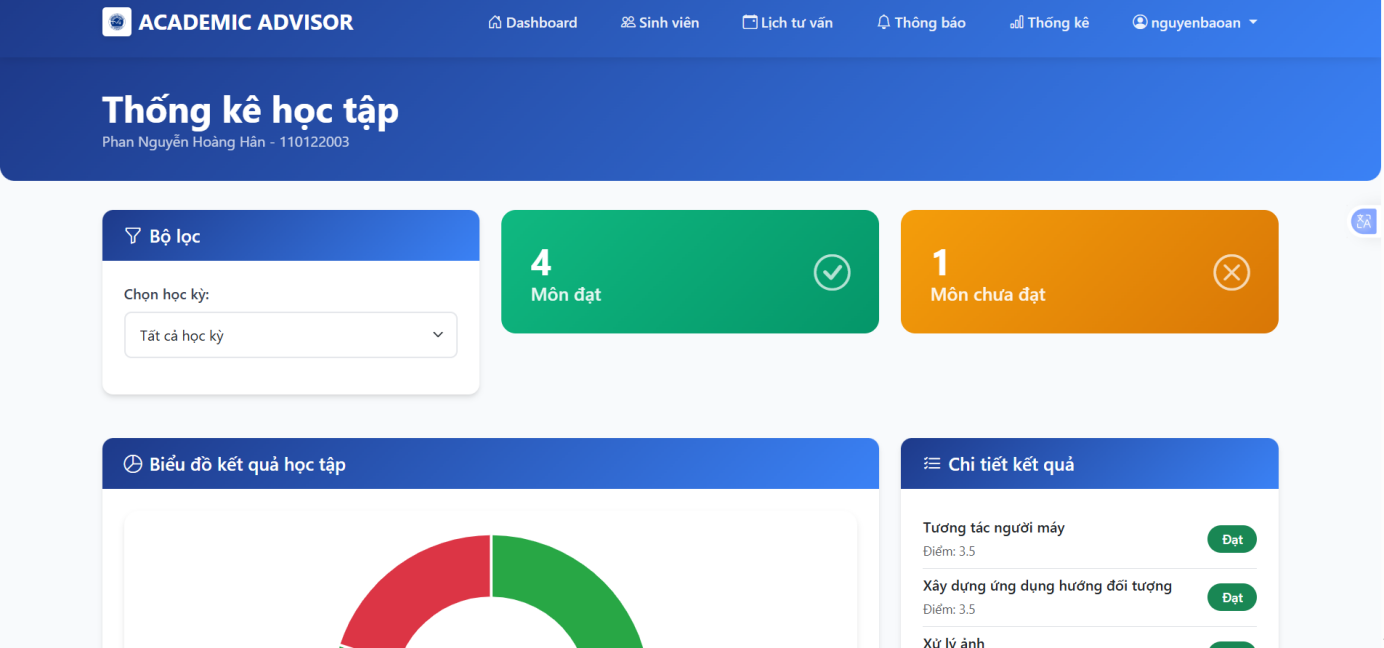 ACADEMIC ADVISOR
Dashboard
Sinh viên
Lịch tư vấn
Thông báo
Thống kê
nguyenbaoan
Thống kê học tập
Phan Nguyễn Hoàng Hân - 110122003
Bộ lọc
Chọn học kỳ:
Tất cả học kỳ
4
Môn đạt
1
Môn chưa đạt
Biểu đồ kết quả học tập
Chi tiết kết quả
Tương tác người máy
Điểm: 3.5
Đạt
Xây dựng ứng dụng hướng đối tượng
Điểm: 3.5
Đạt
Xử lý ảnh